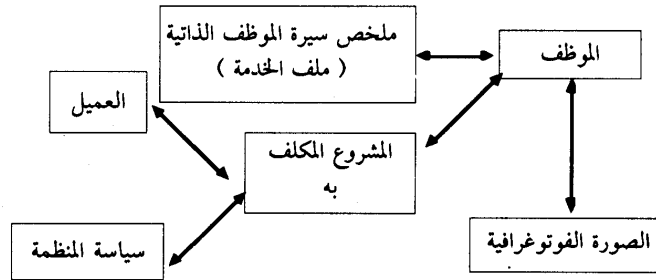 ملخص سيرة الموظف الذاتية
( ملف الخدمة )
الموظف
العميل
المشروع المكلف
به
سياسة المنظمة
الصورة الفوتوغرافية